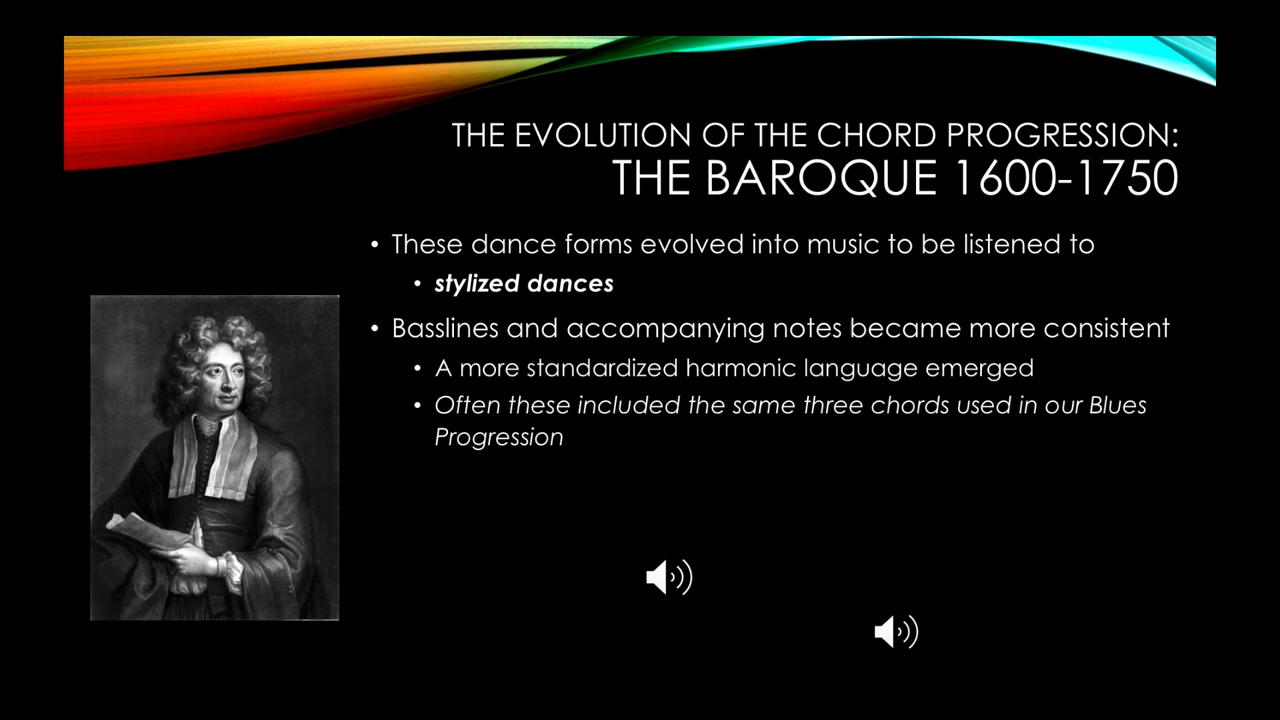 THE EVOLUTION OF THE CHORD PROGRESSION:
THE BAROQUE 1600-1750
• These dance forms evolved into music to be listened to
• stylized dances
• Basslines and accompanying notes became more consistent
• A more standardized harmonic language emerged
• Often these included the same three chords used in our Blues
Progression